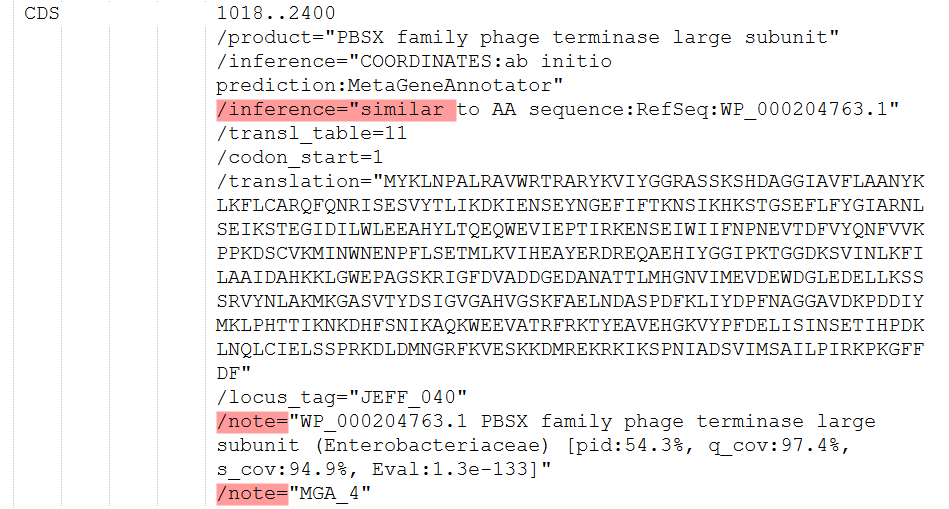 CDS 1018..2400
/product="PBSX family phage terminase large subunit"
/inference="COORDINATES:ab initio
prediction:MetaGeneAnnotator"
/inference="similar to AA sequence:RefSeq:WP_000204763.1"
/transl_table=11
/codon_start=1
/translation="MYKLNPALRAVWRTRARYKVIYGGRASSKSHDAGGIAVFLAANYK
LKFLCARQFQNRISESVYTLIKDKIENSEYNGEFIFTKNSIKHKSTGSEFLFYGIARNL
SEIKSTEGIDILWLEEAHYLTQEQWEVIEPTIRKENSEIWIIFNPNEVTDFVYQNFVVK
PPKDSCVKMINWNENPFLSETMLKVIHEAYERDREQAEHIYGGIPKTGGDKSVINLKFI
LAAIDAHKKLGWEPAGSKRIGFDVADDGEDANATTLMHGNVIMEVDEWDGLEDELLKSS
SRVYNLAKMKGASVTYDSIGVGAHVGSKFAELNDASPDFKLIYDPFNAGGAVDKPDDIY
MKLPHTTIKNKDHFSNIKAQKWEEVATRFRKTYEAVEHGKVYPFDELISINSETIHPDK
LNQLCIELSSPRKDLDMNGRFKVESKKDMREKRKIKSPNIADSVIMSAILPIRKPKGFF
DF"
/locus_tag="JEFF_040"
/note="WP_000204763.1 PBSX family phage terminase large
subunit (Enterobacteriaceae) [pid:54.3%, q_cov:97.4%,
s_cov:94.9%, Eval:1.3e-133]"
/note="MGA_4"